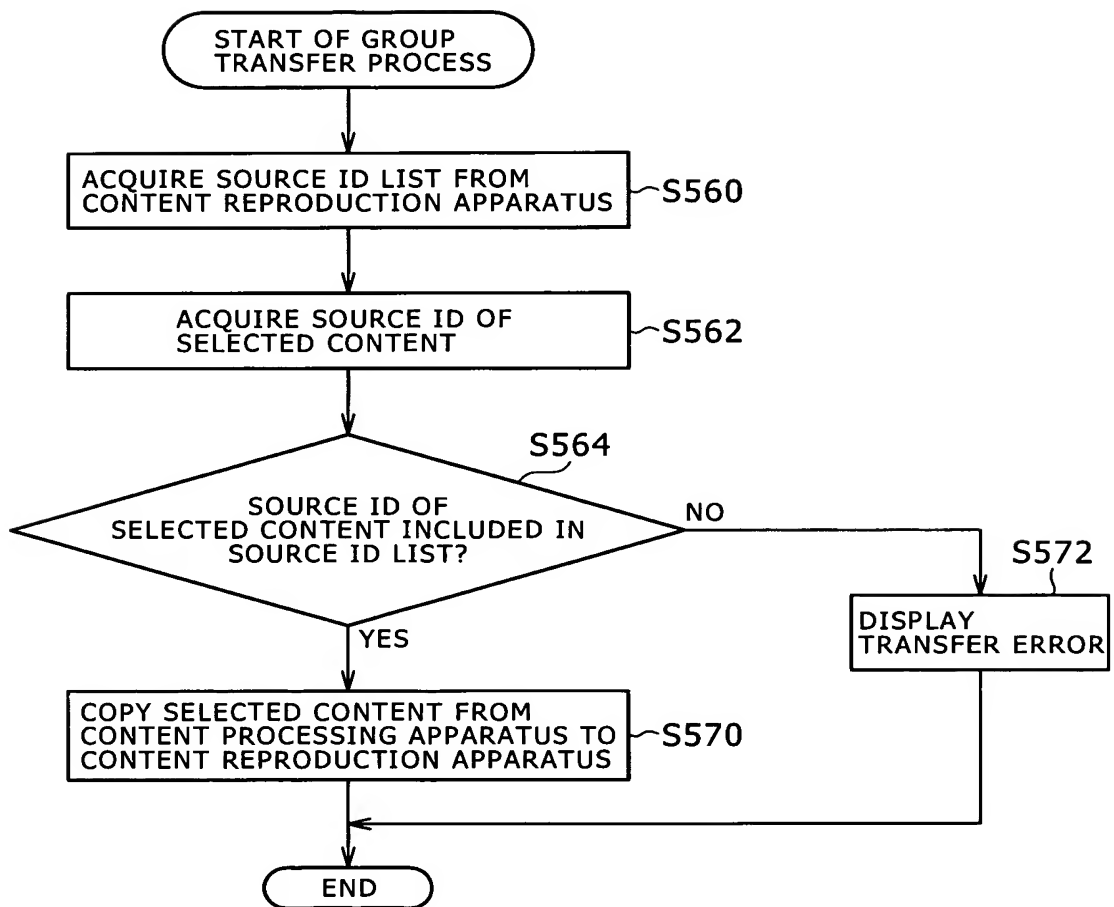 START OF GROUP
TRANSFER PROCESS
ACQUIRE SOURCE ID LIST FROM
CONTENT REPRODUCTION APPARATUS
S560
ACQUIRE SOURCE ID OF
SELECTED CONTENT
S562
S564
SOURCE ID OF
SELECTED CONTENT INCLUDED IN
SOURCE ID LIST?
NO
S572
DISPLAY
TRANSFER ERROR
YES
COPY SELECTED CONTENT FROM
CONTENT PROCESSING APPARATUS TO
CONTENT REPRODUCTION APPARATUS
S570
END